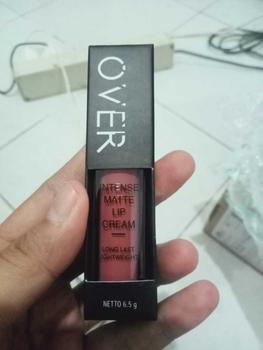 OVER
INTENSE
MATTE
LIP
CREAM
LONG LAST
LIGHTWEIGHT
NETTO 6.5 g